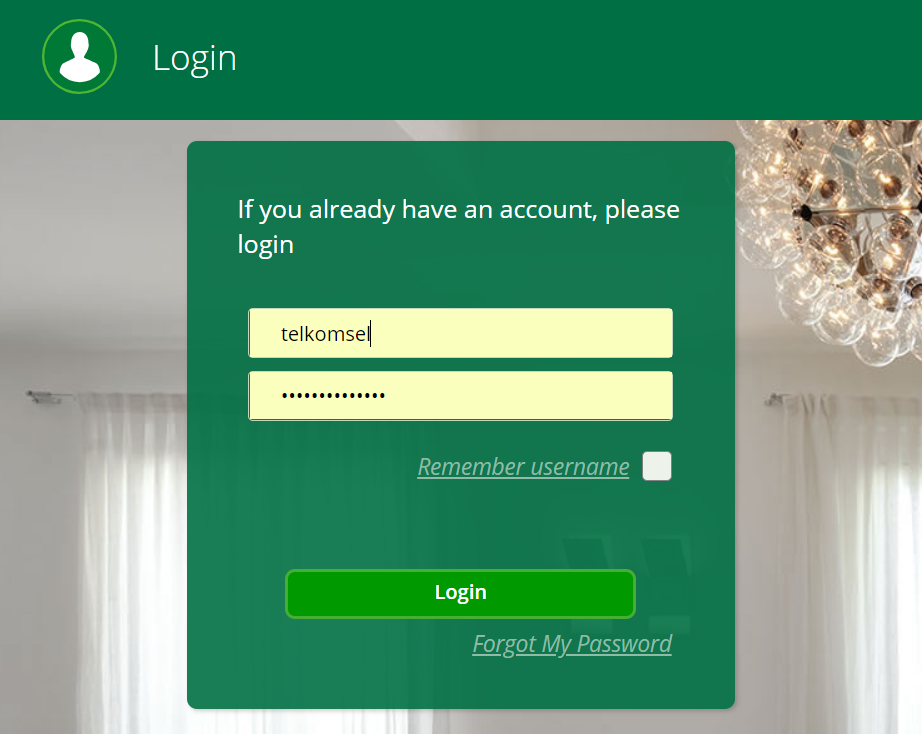 Login
If you already have an account, please
login
telkomsel
••••••••••••••
Remember username
Login
Forgot My Password